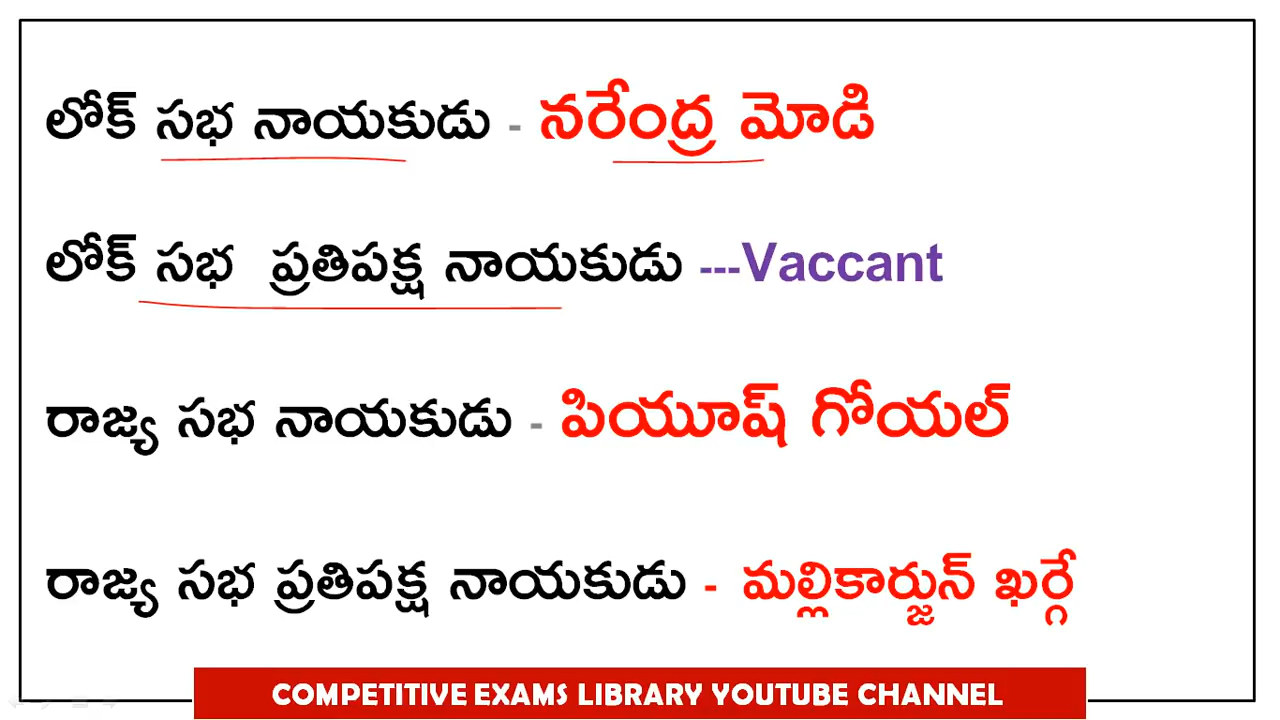 లోక్ సభ నాయకుడు - నరేంద్ర మోడి
లోక్ సభ ప్రతిపక్ష నాయకుడు ---Vaccant
రాజ్య సభ నాయకుడు - పియూష్ గోయల్
రాజ్య సభ ప్రతిపక్ష నాయకుడు - మల్లికార్జున్ ఖర్గే
COMPETITIVE EXAMS LIBRARY YOUTUBE CHANNEL